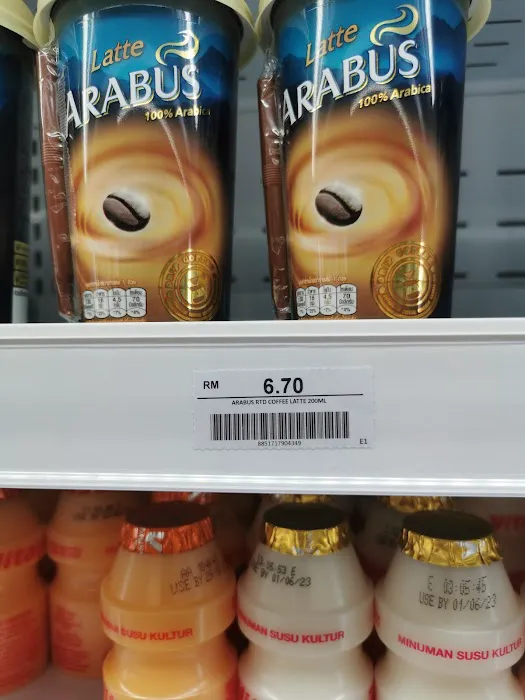 Latte
ARABUS
100% Arabica
Latte
ARABUS
100% Arabica
RM 6.70
ARABUS RTD COFFEE LATTE 200ML
8851717904349
E1
USE BY
MINUMAN SUSU KULTUR
USE BY 01/06/23
MINUMAN SUSU KULTUR
E 03:05:45
USE BY 01/06/23
MINUMAN SUSU KULTUR